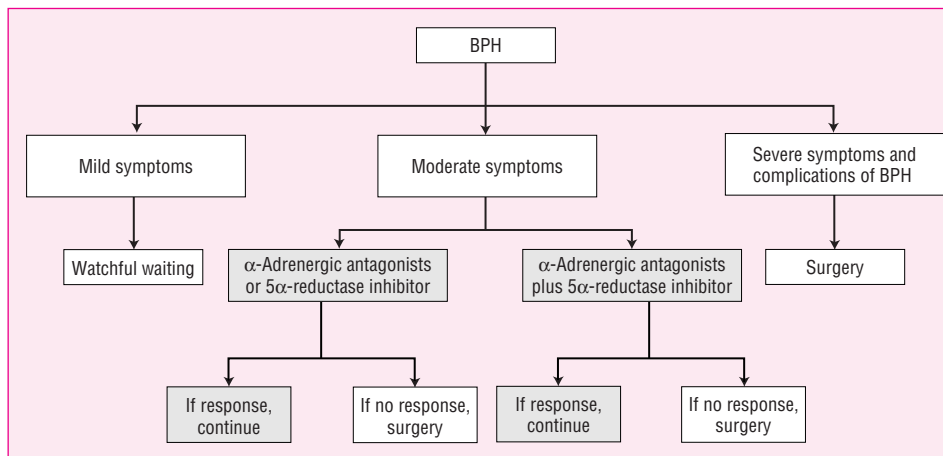 BPH
Mild symptoms
Moderate symptoms
Severe symptoms and
complications of BPH
Watchful waiting
α-Adrenergic antagonists
or 5α-reductase inhibitor
α-Adrenergic antagonists
plus 5α-reductase inhibitor
Surgery
If response,
continue
If no response,
surgery
If response,
continue
If no response,
surgery